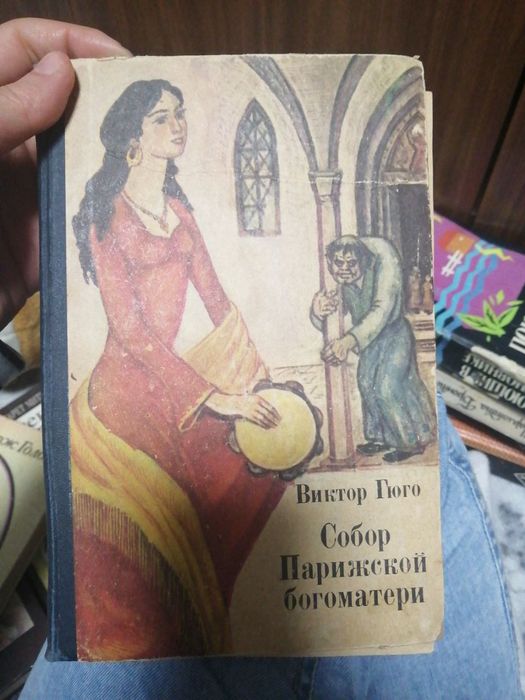 Виктор Гюго
Собор
Парижской
богоматери